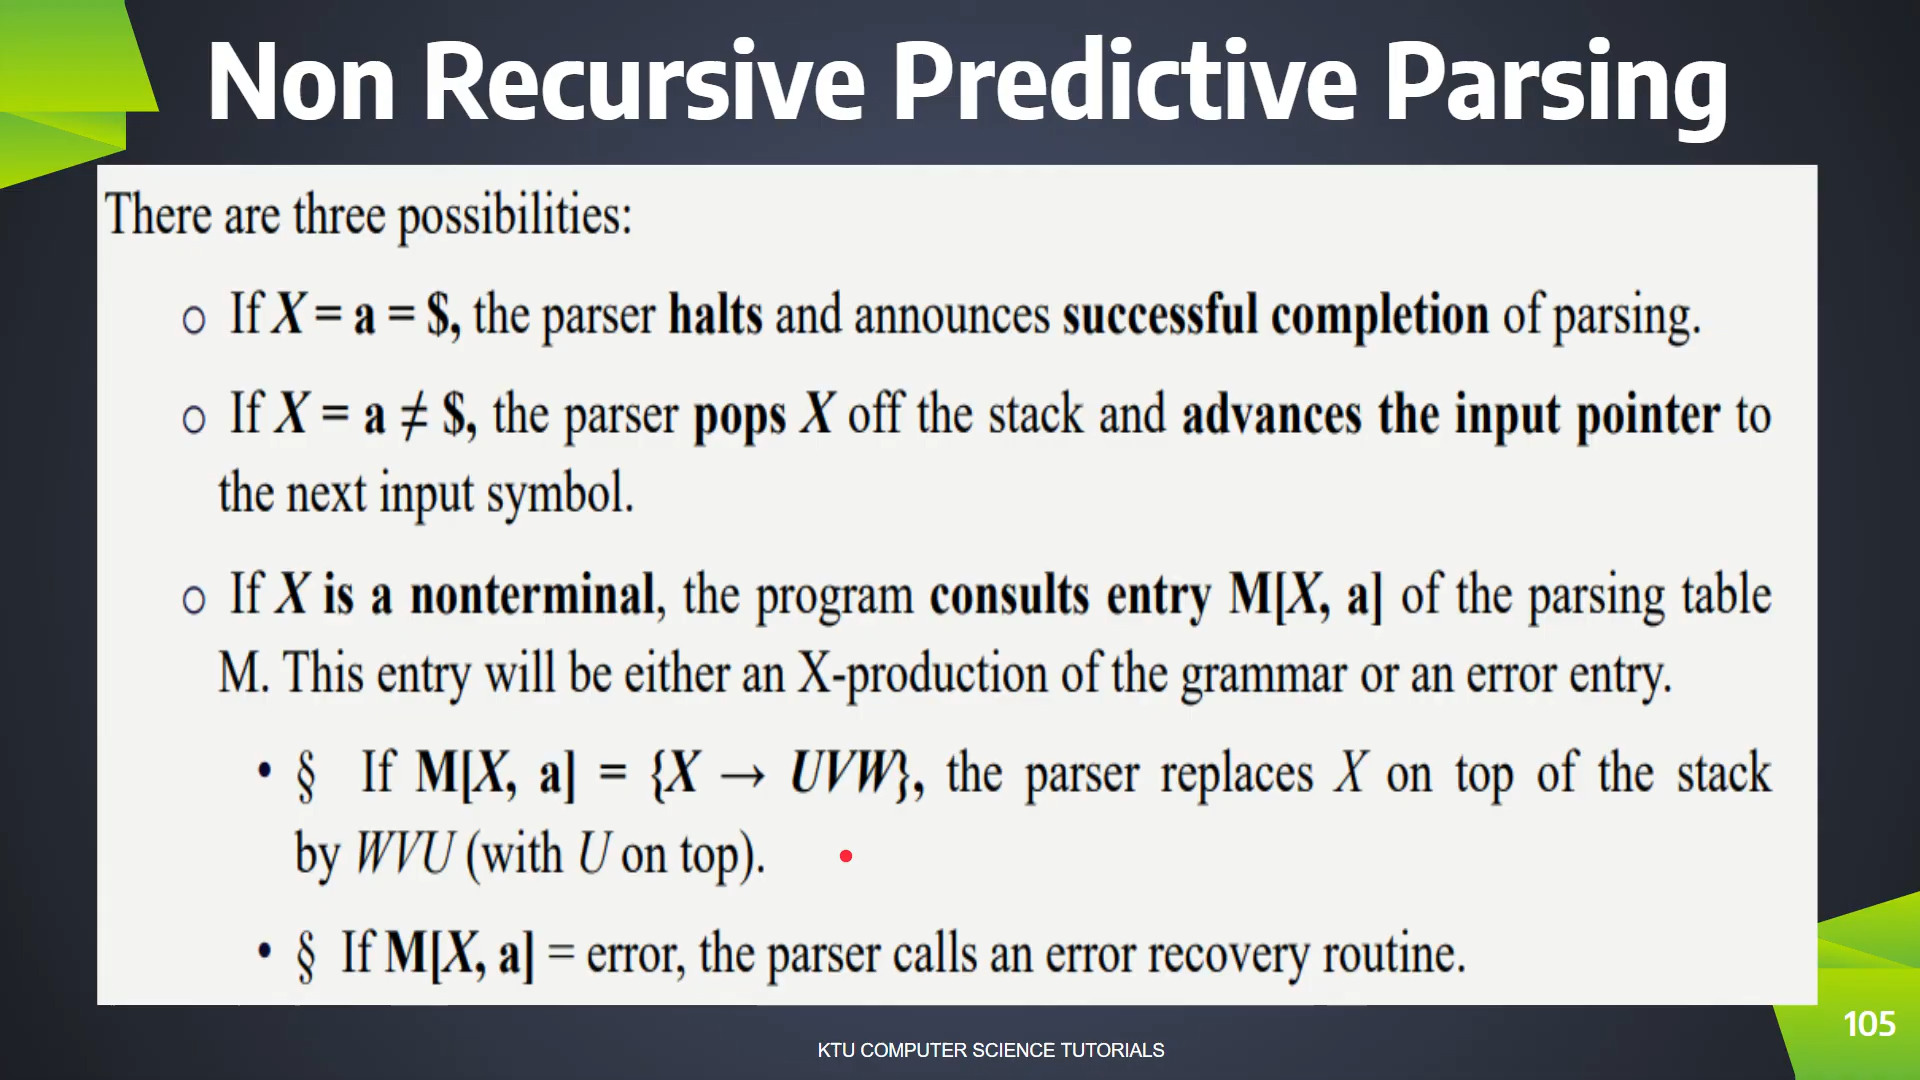 Non Recursive Predictive Parsing
There are three possibilities:
o If X = a = $, the parser halts and announces successful completion of parsing.
o If X = a ≠ $, the parser pops X off the stack and advances the input pointer to
the next input symbol.
o If X is a nonterminal, the program consults entry M[X, a] of the parsing table
M. This entry will be either an X-production of the grammar or an error entry.
• § If M[X, a] = {X → UVW}, the parser replaces X on top of the stack
by WVU (with U on top).
• § If M[X, a] = error, the parser calls an error recovery routine.
105
KTU COMPUTER SCIENCE TUTORIALS